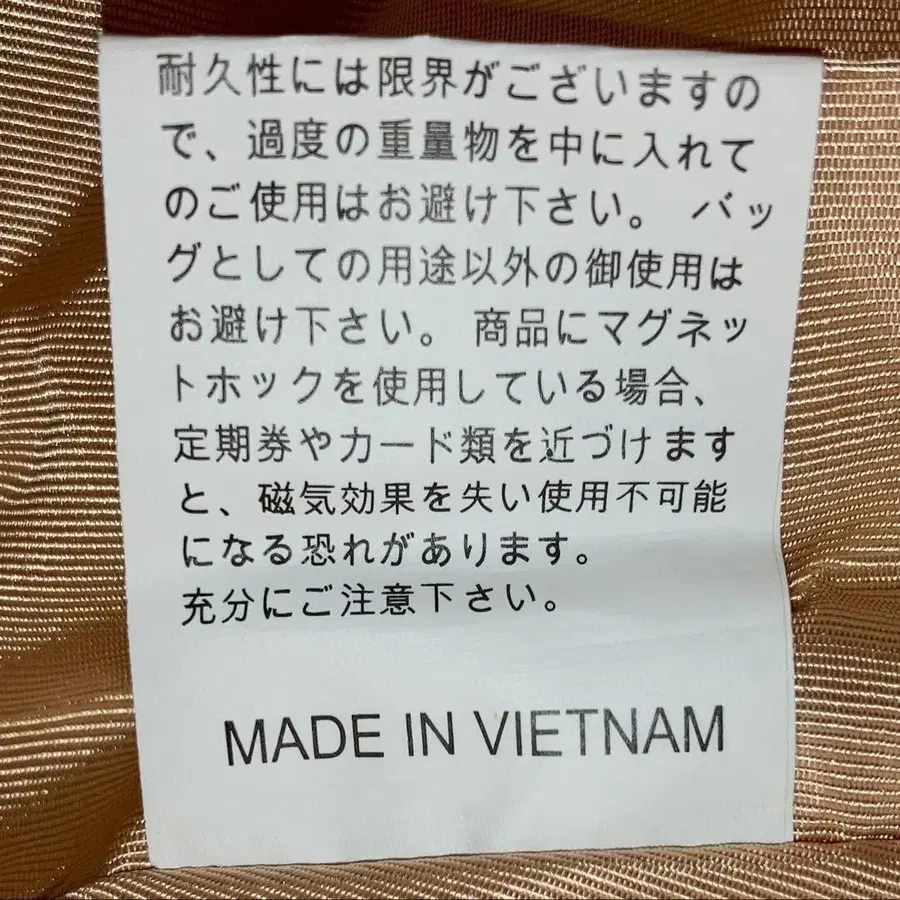 耐久性には限界がございますの
で、過度の重量物を中に入れて
のご使用はお避け下さい。 バッ
グとしての用途以外の御使用は
お避け下さい。 商品にマグネッ
トホックを使用している場合、
定期券やカード類を近づけます
と、磁気効果を失い使用不可能
になる恐れがあります。
充分にご注意下さい。
MADE IN VIETNAM